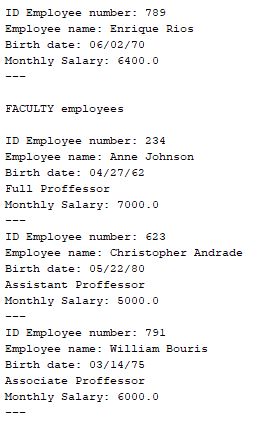 ID Employee number: 789
Employee name: Enrique Rios
Birth date: 06/02/70
Monthly Salary: 6400.0
---
FACULTY employees
ID Employee number: 234
Employee name: Anne Johnson
Birth date: 04/27/62
Full Proffessor
Monthly Salary: 7000.0
---
ID Employee number: 623
Employee name: Christopher Andrade
Birth date: 05/22/80
Assistant Proffessor
Monthly Salary: 5000.0
---
ID Employee number: 791
Employee name: William Bouris
Birth date: 03/14/75
Associate Proffessor
Monthly Salary: 6000.0
---